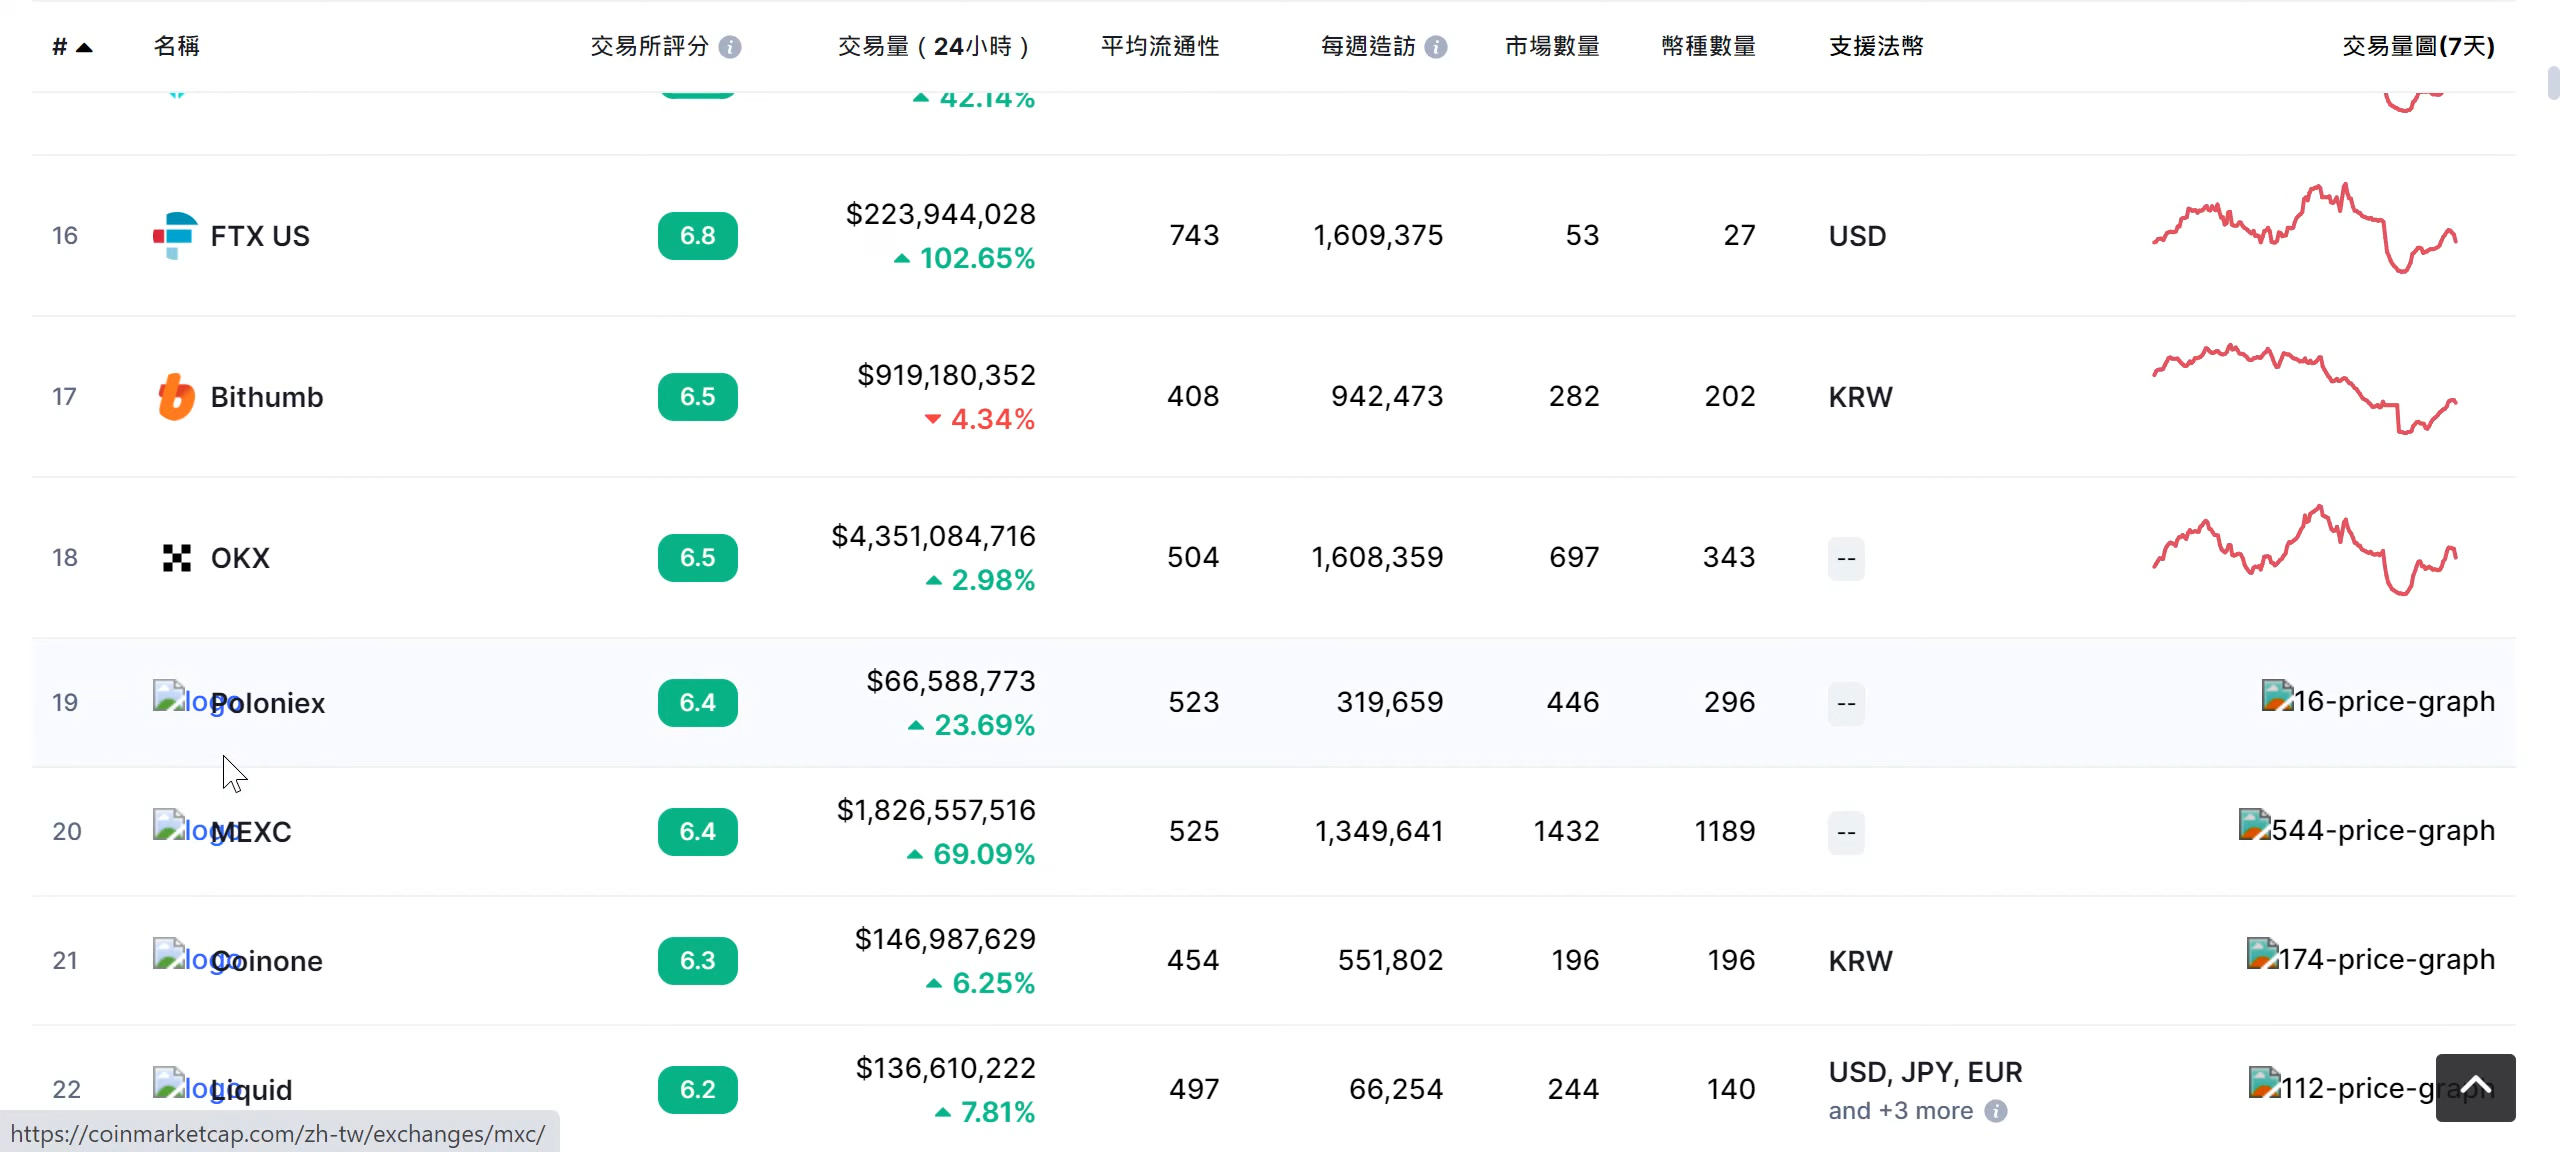 # 名稱 交易所評分 交易量 ( 24小時 ) 平均流通性 每週造訪 市場數量 幣種數量 支援法幣 交易量圖(7天)
42.14%
16 FTX US 6.8 $223,944,028 743 1,609,375 53 27 USD
102.65%
17 Bithumb 6.5 $919,180,352 408 942,473 282 202 KRW
4.34%
18 OKX 6.5 $4,351,084,716 504 1,608,359 697 343 --
2.98%
19 logo Poloniex 6.4 $66,588,773 523 319,659 446 296 -- 16-price-graph
23.69%
20 logo MEXC 6.4 $1,826,557,516 525 1,349,641 1432 1189 -- 544-price-graph
69.09%
21 logo Coinone 6.3 $146,987,629 454 551,802 196 196 KRW 174-price-graph
6.25%
22 logo Liquid 6.2 $136,610,222 497 66,254 244 140 USD, JPY, EUR 112-price-graph
7.81% and +3 more
https://coinmarketcap.com/zh-tw/exchanges/mxc/